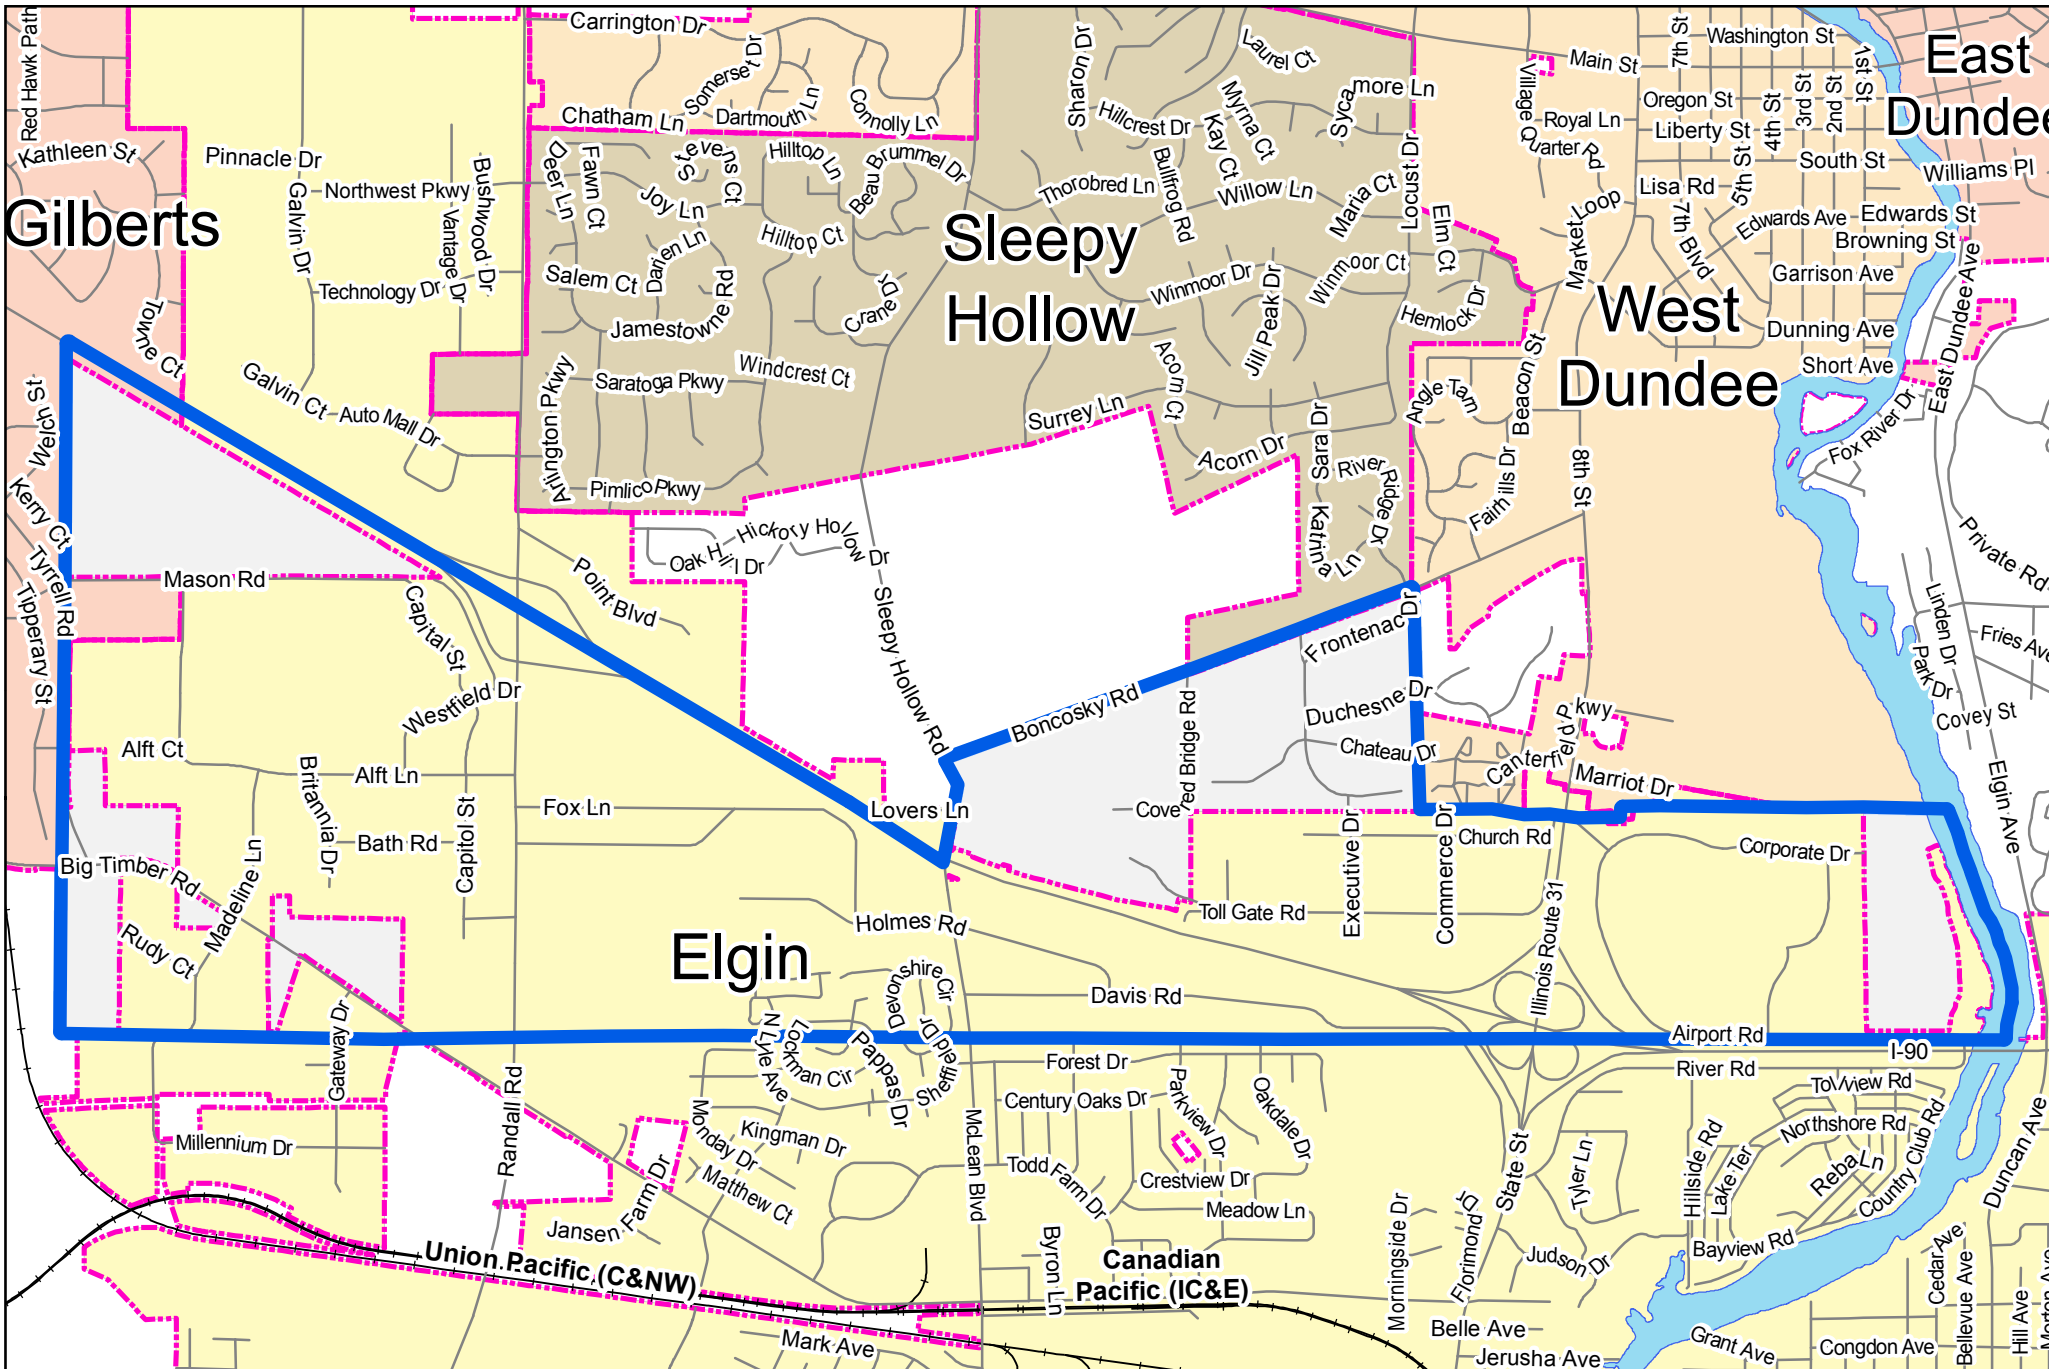 Red Hawk Path
Carrington Dr
Somerset Dr
Dartmouth Ln
Connolly Ln
Chatham Ln
Sharon Dr
Laurel Ct
Sycamore Ln
Myrna Ct
Hillcrest Dr
Kay Ct
Main St
Village Quarter Rd
Royal Ln
7th St
Washington St
1st St
East
Dundee
Oregon St
Liberty St
4th St
3rd St
2nd St
South St
Williams Pl
Kathleen St
Pinnacle Dr
Northwest Pkwy
Galvin Dr
Vantage Dr
Bushwood Dr
Technology Dr
Deer Ln
Fawn Ct
Stevens Ct
Joy Ln
Hilltop Ln
Beau Brummel Dr
Hilltop Ct
Darien Ln
Salem Ct
Jamestowne Rd
Crane Dr
Thorobred Ln
Bullfrog Rd
Willow Ln
Maria Ct
Locust Dr
Elm Ct
Lisa Rd
5th St
Market Loop
7th Blvd
Edwards Ave
Edwards St
Browning St
Garrison Ave
Gilberts
Sleepy
Hollow
West
Dundee
Winmoor Dr
Winmoor Ct
Jill Peak Dr
Hemlock Dr
Dunning Ave
Short Ave
East Dundee Ave
Fox River Dr
Towne Ct
Welch St
Galvin Ct
Auto Mall Dr
Arlington Pkwy
Saratoga Pkwy
Windcrest Ct
Pimlico Pkwy
Surrey Ln
Acorn Ct
Acorn Dr
Sara Dr
River Ridge Dr
Katrina Ln
Angle Tarn
Beacon St
Fairhills Dr
8th St
Private Rd
Kerry Ct
Tyrrell Rd
Tipperary St
Mason Rd
Capital St
Westfield Dr
Point Blvd
Oak Hill Dr
Hickory Hollow Dr
Sleepy Hollow Rd
Boncosky Rd
Frontenac Dr
Duchesne Dr
Chateau Dr
Covered Bridge Rd
Canterfield Pkwy
Marriot Dr
Linden Dr
Park Dr
Fries Ave
Covey St
Elgin Ave
Alft Ct
Alft Ln
Britannia Dr
Bath Rd
Capitol St
Fox Ln
Lovers Ln
Executive Dr
Commerce Dr
Church Rd
Corporate Dr
Big Timber Rd
Madeline Ln
Rudy Ct
Toll Gate Rd
Illinois Route 31
Elgin
Holmes Rd
Devonshire Cir
Davis Rd
Airport Rd
I-90
Gateway Dr
N Lyle Ave
Lockman Cir
Pappas Dr
Sheffield Dr
Forest Dr
River Rd
Tollview Rd
Northshore Rd
Country Club Rd
Reba Ln
Duncan Ave
Millennium Dr
Randall Rd
Monday Dr
Kingman Dr
Matthew Ct
Jansen Farm Dr
McLean Blvd
Century Oaks Dr
Parkview Dr
Oakdale Dr
Todd Farm Dr
Crestview Dr
Meadow Ln
Byron Ln
State St
Tyler Ln
Hillside Rd
Lake Ter
Bayview Rd
Morningside Dr
Florimond Dr
Judson Dr
Union Pacific (C&NW)
Canadian
Pacific (IC&E)
Mark Ave
Belle Ave
Jerusha Ave
Grant Ave
Congdon Ave
Cedar Ave
Bellevue Ave
Hill Ave
Morton Ave